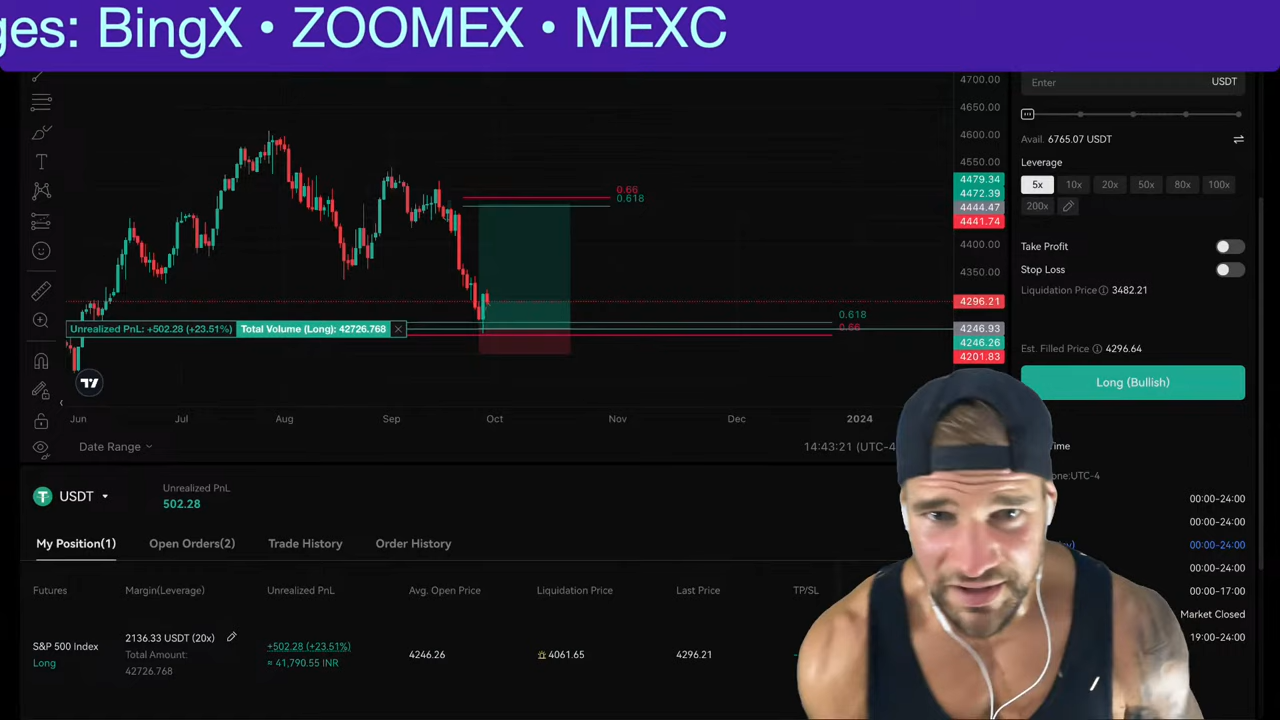 ges: BingX • ZOOMEX • MEXC
4700.00
4650.00
4600.00
4550.00
4479.34
4472.39
4444.47
4441.74
4400.00
4350.00
4296.21
4246.93
4246.26
4201.83
0.66
0.618
0.618
0.66
Unrealized PnL: +502.28 (+23.51%) Total Volume (Long): 42726.768
Jun Jul Aug Sep Oct Nov Dec 2024
Date Range
14:43:21 (UTC-4
Enter USDT
Avail. 6765.07 USDT
Leverage
5x 10x 20x 50x 80x 100x
200x
Take Profit
Stop Loss
Liquidation Price 3482.21
Est. Filled Price 4296.64
Long (Bullish)
Time
one:UTC-4
00:00-24:00
00:00-24:00
00:00-24:00
00:00-24:00
00:00-17:00
Market Closed
19:00-24:00
USDT
Unrealized PnL
502.28
My Position(1) Open Orders(2) Trade History Order History
Futures Margin(Leverage) Unrealized PnL Avg. Open Price Liquidation Price Last Price TP/SL
S&P 500 Index
Long
2136.33 USDT (20x)
Total Amount:
42726.768
+502.28 (+23.51%)
≈ 41,790.55 INR
4246.26
4061.65
4296.21